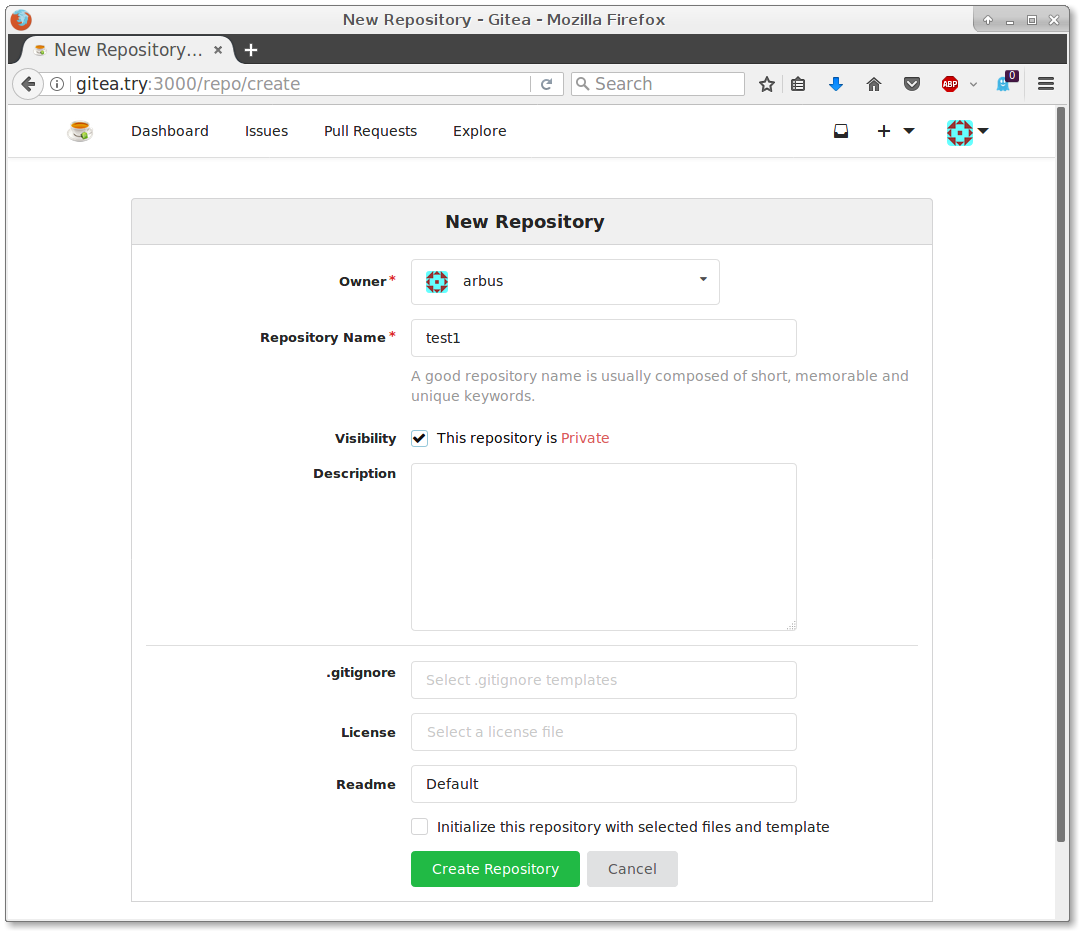 New Repository - Gitea - Mozilla Firefox
New Repository...
gitea.try:3000/repo/create
Search
ABP
0
Dashboard Issues Pull Requests Explore
New Repository
Owner* arbus
Repository Name* test1
A good repository name is usually composed of short, memorable and
unique keywords.
Visibility This repository is Private
Description
.gitignore Select .gitignore templates
License Select a license file
Readme Default
Initialize this repository with selected files and template
Create Repository Cancel